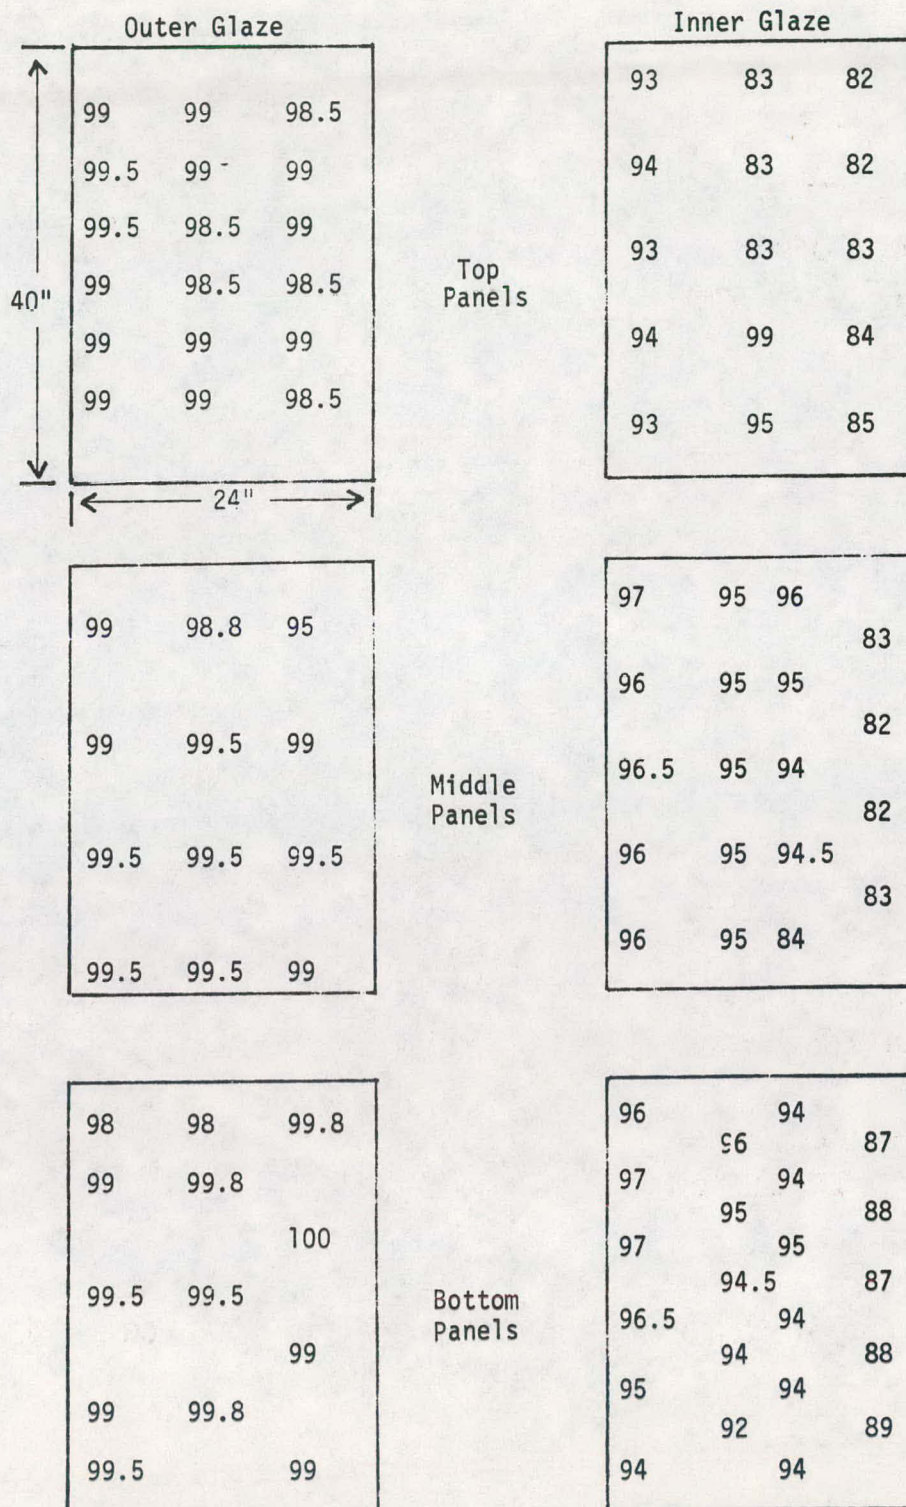 Outer Glaze
99 99 98.5
99.5 99 99
99.5 98.5 99
99 98.5 98.5
99 99 99
99 99 98.5
40"
24"
Inner Glaze
93 83 82
94 83 82
93 83 83
94 99 84
93 95 85
Top
Panels
99 98.8 95
99 99.5 99
99.5 99.5 99.5
99.5 99.5 99
Middle
Panels
97 95 96
83
96 95 95
82
96.5 95 94
82
96 95 94.5
83
96 95 84
98 98 99.8
99 99.8
100
99.5 99.5
99
99 99.8
99.5 99
Bottom
Panels
96 94
96 87
97 94
95 88
97 95
94.5 87
96.5 94
94 88
95 94
92 89
94 94